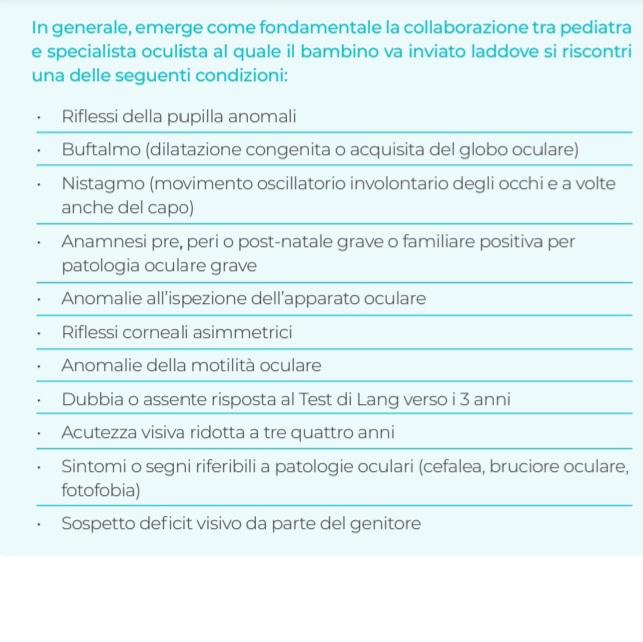 In generale, emerge come fondamentale la collaborazione tra pediatra
e specialista oculista al quale il bambino va inviato laddove si riscontri
una delle seguenti condizioni:
• Riflessi della pupilla anomali
• Buftalmo (dilatazione congenita o acquisita del globo oculare)
• Nistagmo (movimento oscillatorio involontario degli occhi e a volte
anche del capo)
• Anamnesi pre, peri o post-natale grave o familiare positiva per
patologia oculare grave
• Anomalie all'ispezione dell'apparato oculare
• Riflessi corneali asimmetrici
• Anomalie della motilità oculare
• Dubbia o assente risposta al Test di Lang verso i 3 anni
• Acutezza visiva ridotta a tre quattro anni
• Sintomi o segni riferibili a patologie oculari (cefalea, bruciore oculare,
fotofobia)
• Sospetto deficit visivo da parte del genitore